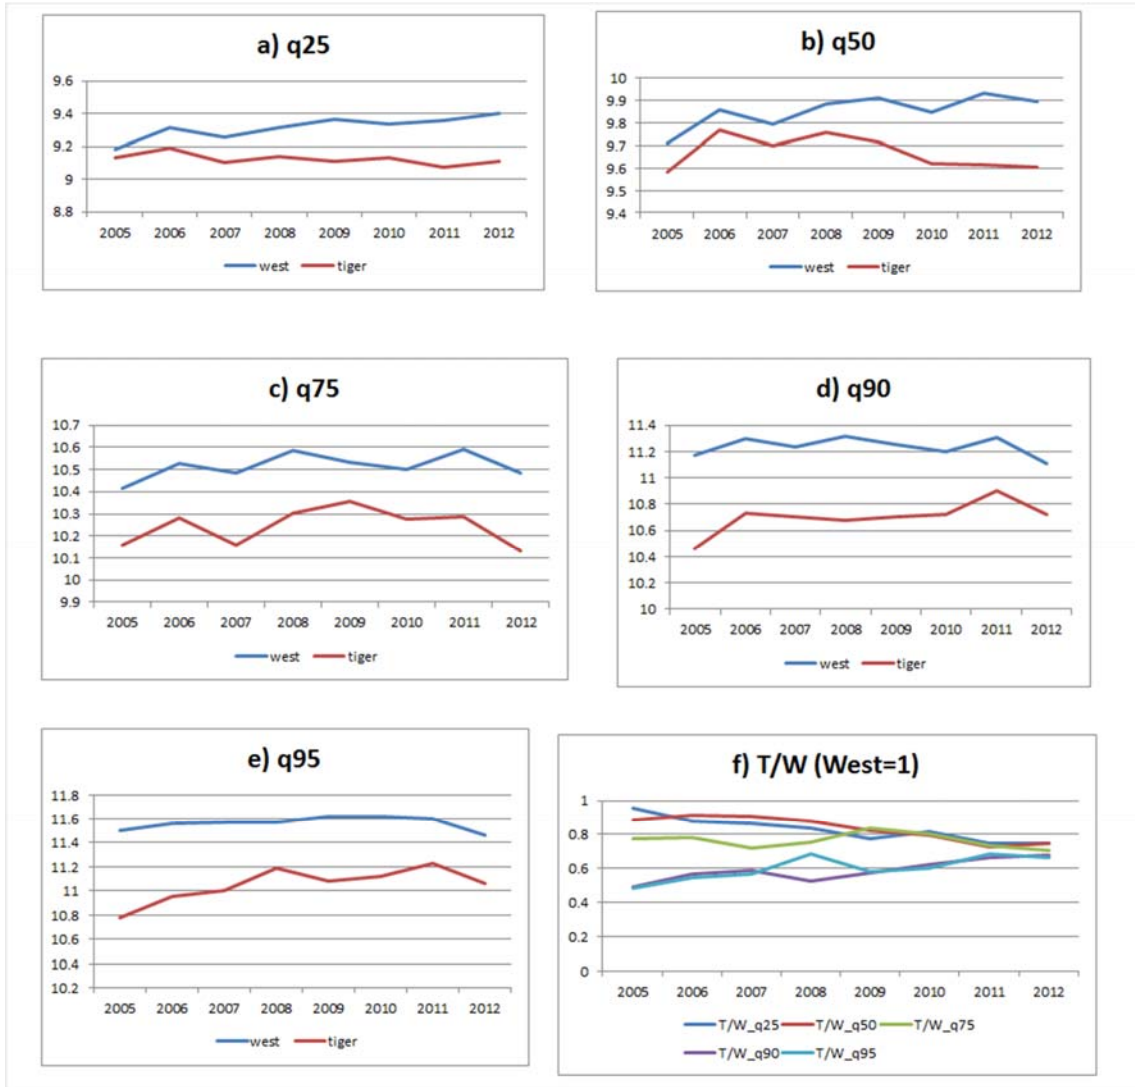 a) q25
9.6
9.4
9.2
9
8.8
2005 2006 2007 2008 2009 2010 2011 2012
west tiger
b) q50
10
9.9
9.8
9.7
9.6
9.5
9.4
2005 2006 2007 2008 2009 2010 2011 2012
west tiger
c) q75
10.7
10.6
10.5
10.4
10.3
10.2
10.1
10
9.9
2005 2006 2007 2008 2009 2010 2011 2012
west tiger
d) q90
11.4
11.2
11
10.8
10.6
10.4
10.2
10
2005 2006 2007 2008 2009 2010 2011 2012
west tiger
e) q95
11.8
11.6
11.4
11.2
11
10.8
10.6
10.4
10.2
2005 2006 2007 2008 2009 2010 2011 2012
west tiger
f) T/W (West=1)
1
0.8
0.6
0.4
0.2
0
2005 2006 2007 2008 2009 2010 2011 2012
T/W_q25 T/W_q50 T/W_q75
T/W_q90 T/W_q95